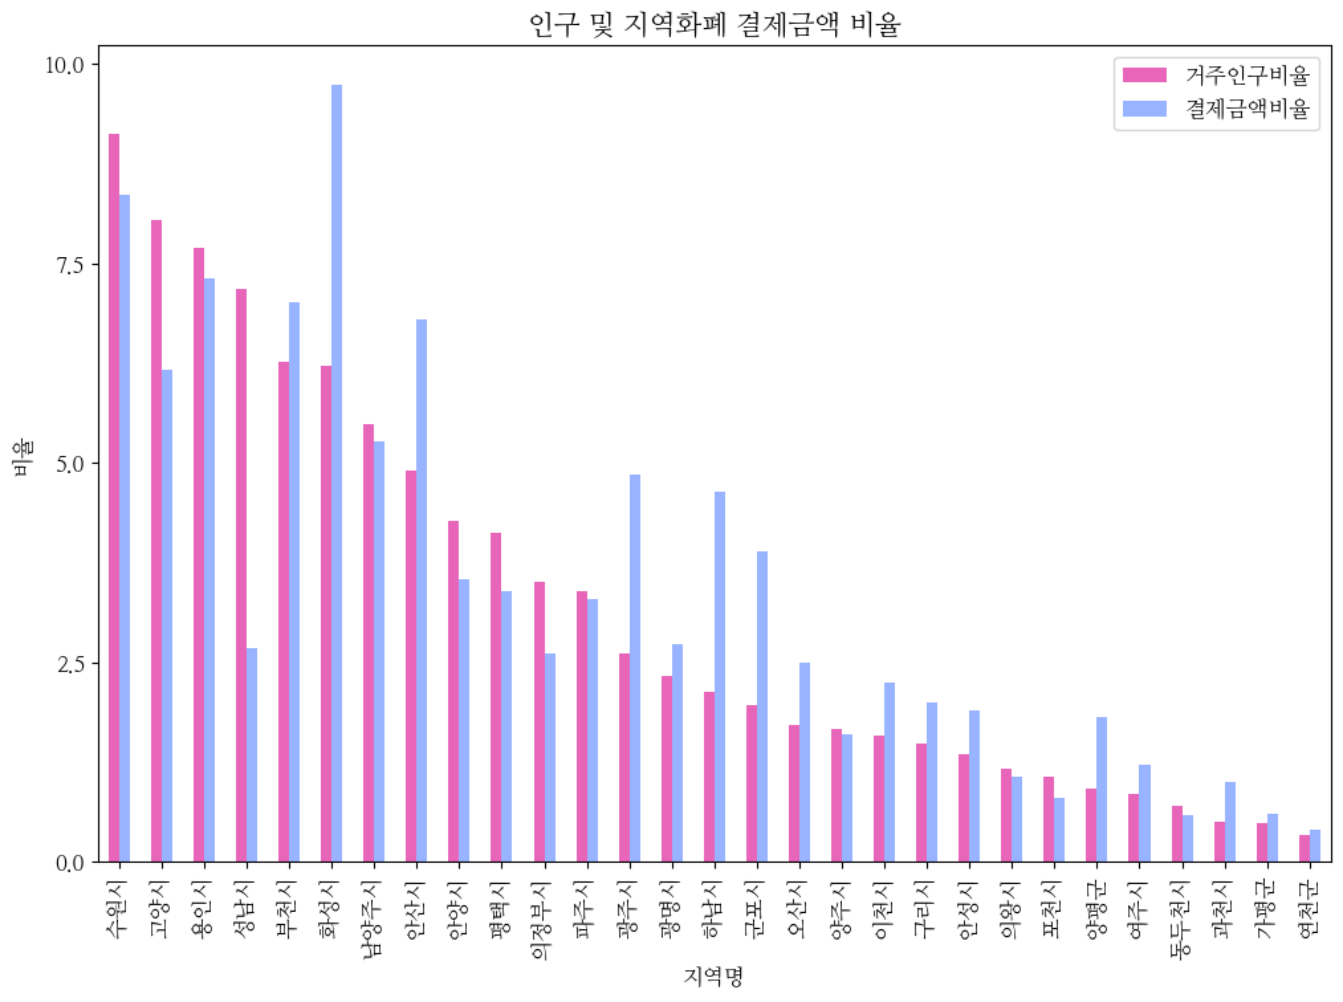 인구 및 지역화폐 결제금액 비율
거주인구비율
결제금액비율
비율
10.0
7.5
5.0
2.5
0.0
수원시
고양시
용인시
성남시
부천시
화성시
남양주시
안산시
안양시
평택시
의정부시
파주시
광주시
광명시
하남시
군포시
오산시
양주시
이천시
구리시
안성시
의왕시
포천시
양평군
여주시
동두천시
과천시
가평군
연천군
지역명